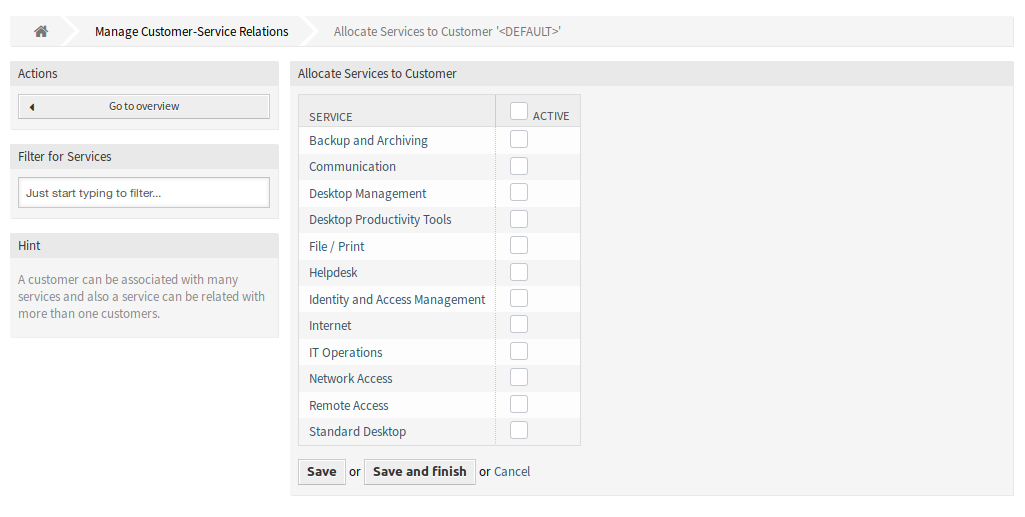 Manage Customer-Service Relations Allocate Services to Customer '<DEFAULT>'
Actions
Go to overview
Filter for Services
Just start typing to filter...
Hint
A customer can be associated with many
services and also a service can be related with
more than one customers.
Allocate Services to Customer
SERVICE ACTIVE
Backup and Archiving
Communication
Desktop Management
Desktop Productivity Tools
File / Print
Helpdesk
Identity and Access Management
Internet
IT Operations
Network Access
Remote Access
Standard Desktop
Save or Save and finish or Cancel